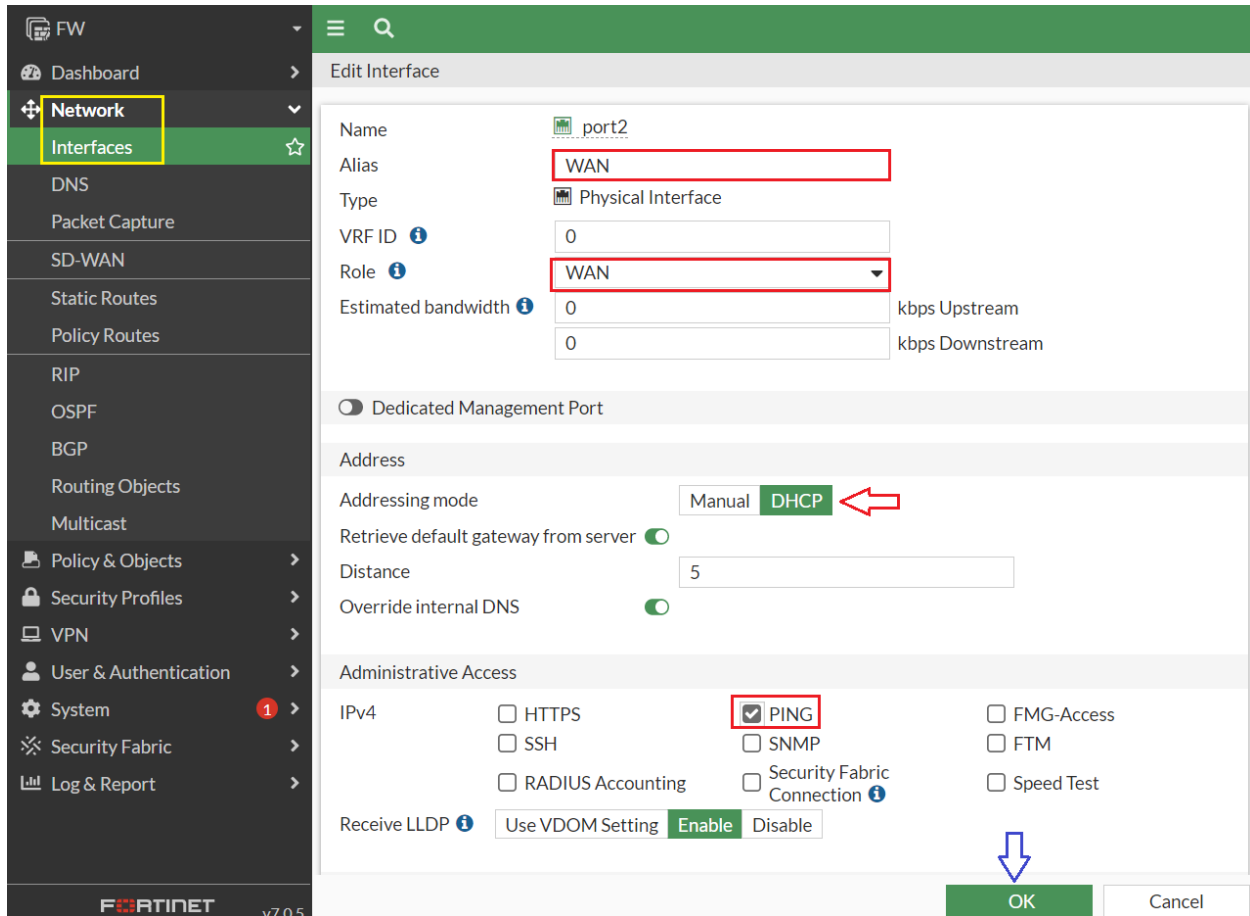 FW
Dashboard
Network
Interfaces
DNS
Packet Capture
SD-WAN
Static Routes
Policy Routes
RIP
OSPF
BGP
Routing Objects
Multicast
Policy & Objects
Security Profiles
VPN
User & Authentication
System 1
Security Fabric
Log & Report
FORTINET v7.0.5
Edit Interface
Name port2
Alias WAN
Type Physical Interface
VRF ID 0
Role WAN
Estimated bandwidth 0 kbps Upstream
0 kbps Downstream
Dedicated Management Port
Address
Addressing mode Manual DHCP
Retrieve default gateway from server
Distance 5
Override internal DNS
Administrative Access
IPv4 HTTPS PING FMG-Access
SSH SNMP FTM
RADIUS Accounting Security Fabric Connection Speed Test
Receive LLDP Use VDOM Setting Enable Disable
OK Cancel